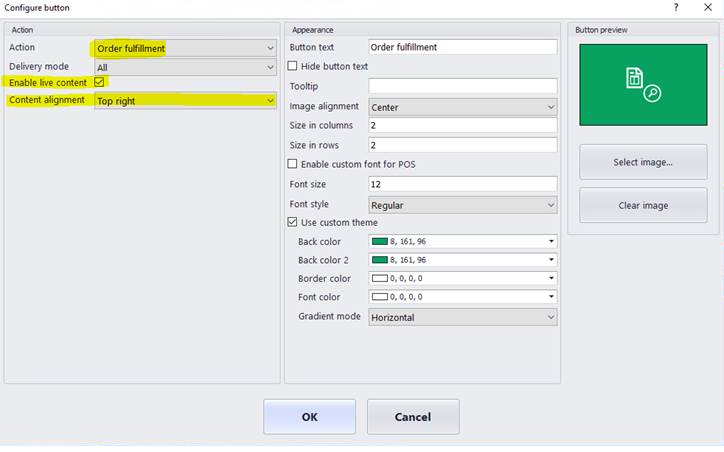 Configure button
?
Action
Action Order fulfillment
Delivery mode All
Enable live content
Content alignment Top right
Appearance
Button text Order fulfillment
Hide button text
Tooltip
Image alignment Center
Size in columns 2
Size in rows 2
Enable custom font for POS
Font size 12
Font style Regular
Use custom theme
Back color 8, 161, 96
Back color 2 8, 161, 96
Border color 0, 0, 0, 0
Font color 0, 0, 0, 0
Gradient mode Horizontal
Button preview
Select image...
Clear image
OK Cancel